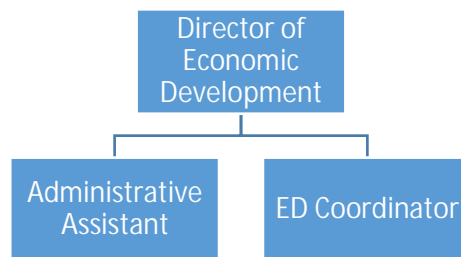 Director of
Economic
Development
Administrative
Assistant
ED Coordinator